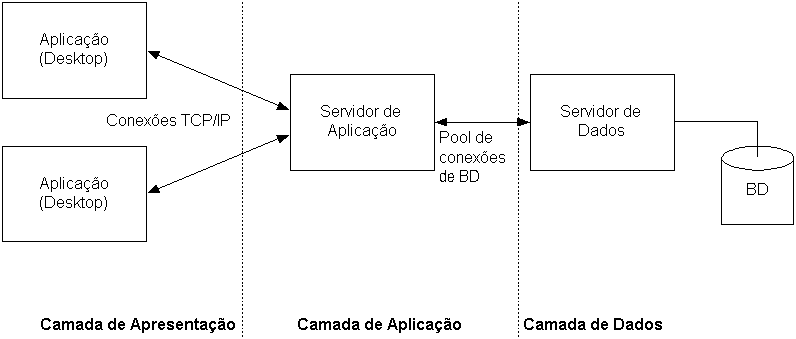 Aplicação
(Desktop)
Conexões TCP/IP
Aplicação
(Desktop)
Servidor de
Aplicação
Pool de
conexões
de BD
Servidor de
Dados
BD
Camada de Apresentação
Camada de Aplicação
Camada de Dados